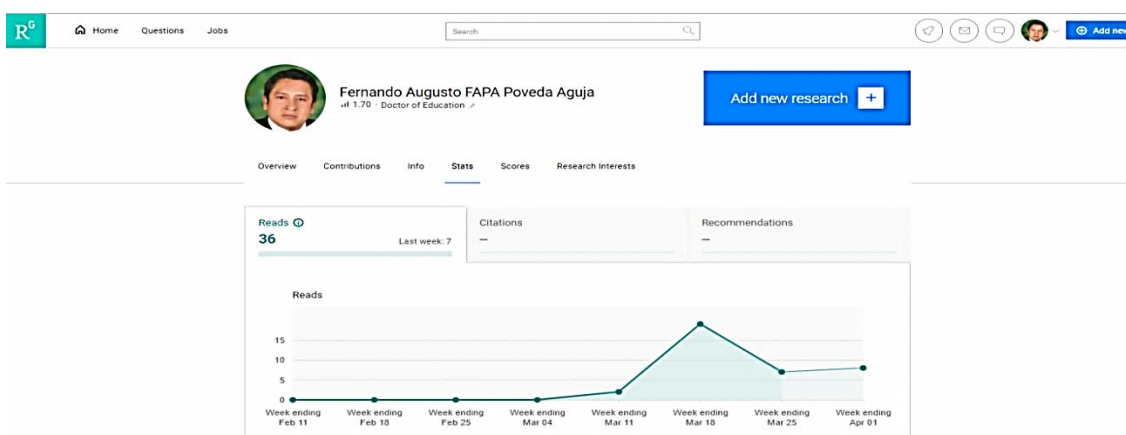 RG
Home Questions Jobs Search Add new
Fernando Augusto FAPA Poveda Aguja
1.70 · Doctor of Education
Add new research +
Overview Contributions Info Stats Scores Research Interests
Reads Citations Recommendations
36 Last week: 7 -- --
Reads
15
10
5
0
Week ending Week ending Week ending Week ending Week ending Week ending Week ending Week ending
Feb 11 Feb 18 Feb 25 Mar 04 Mar 11 Mar 18 Mar 25 Apr 01